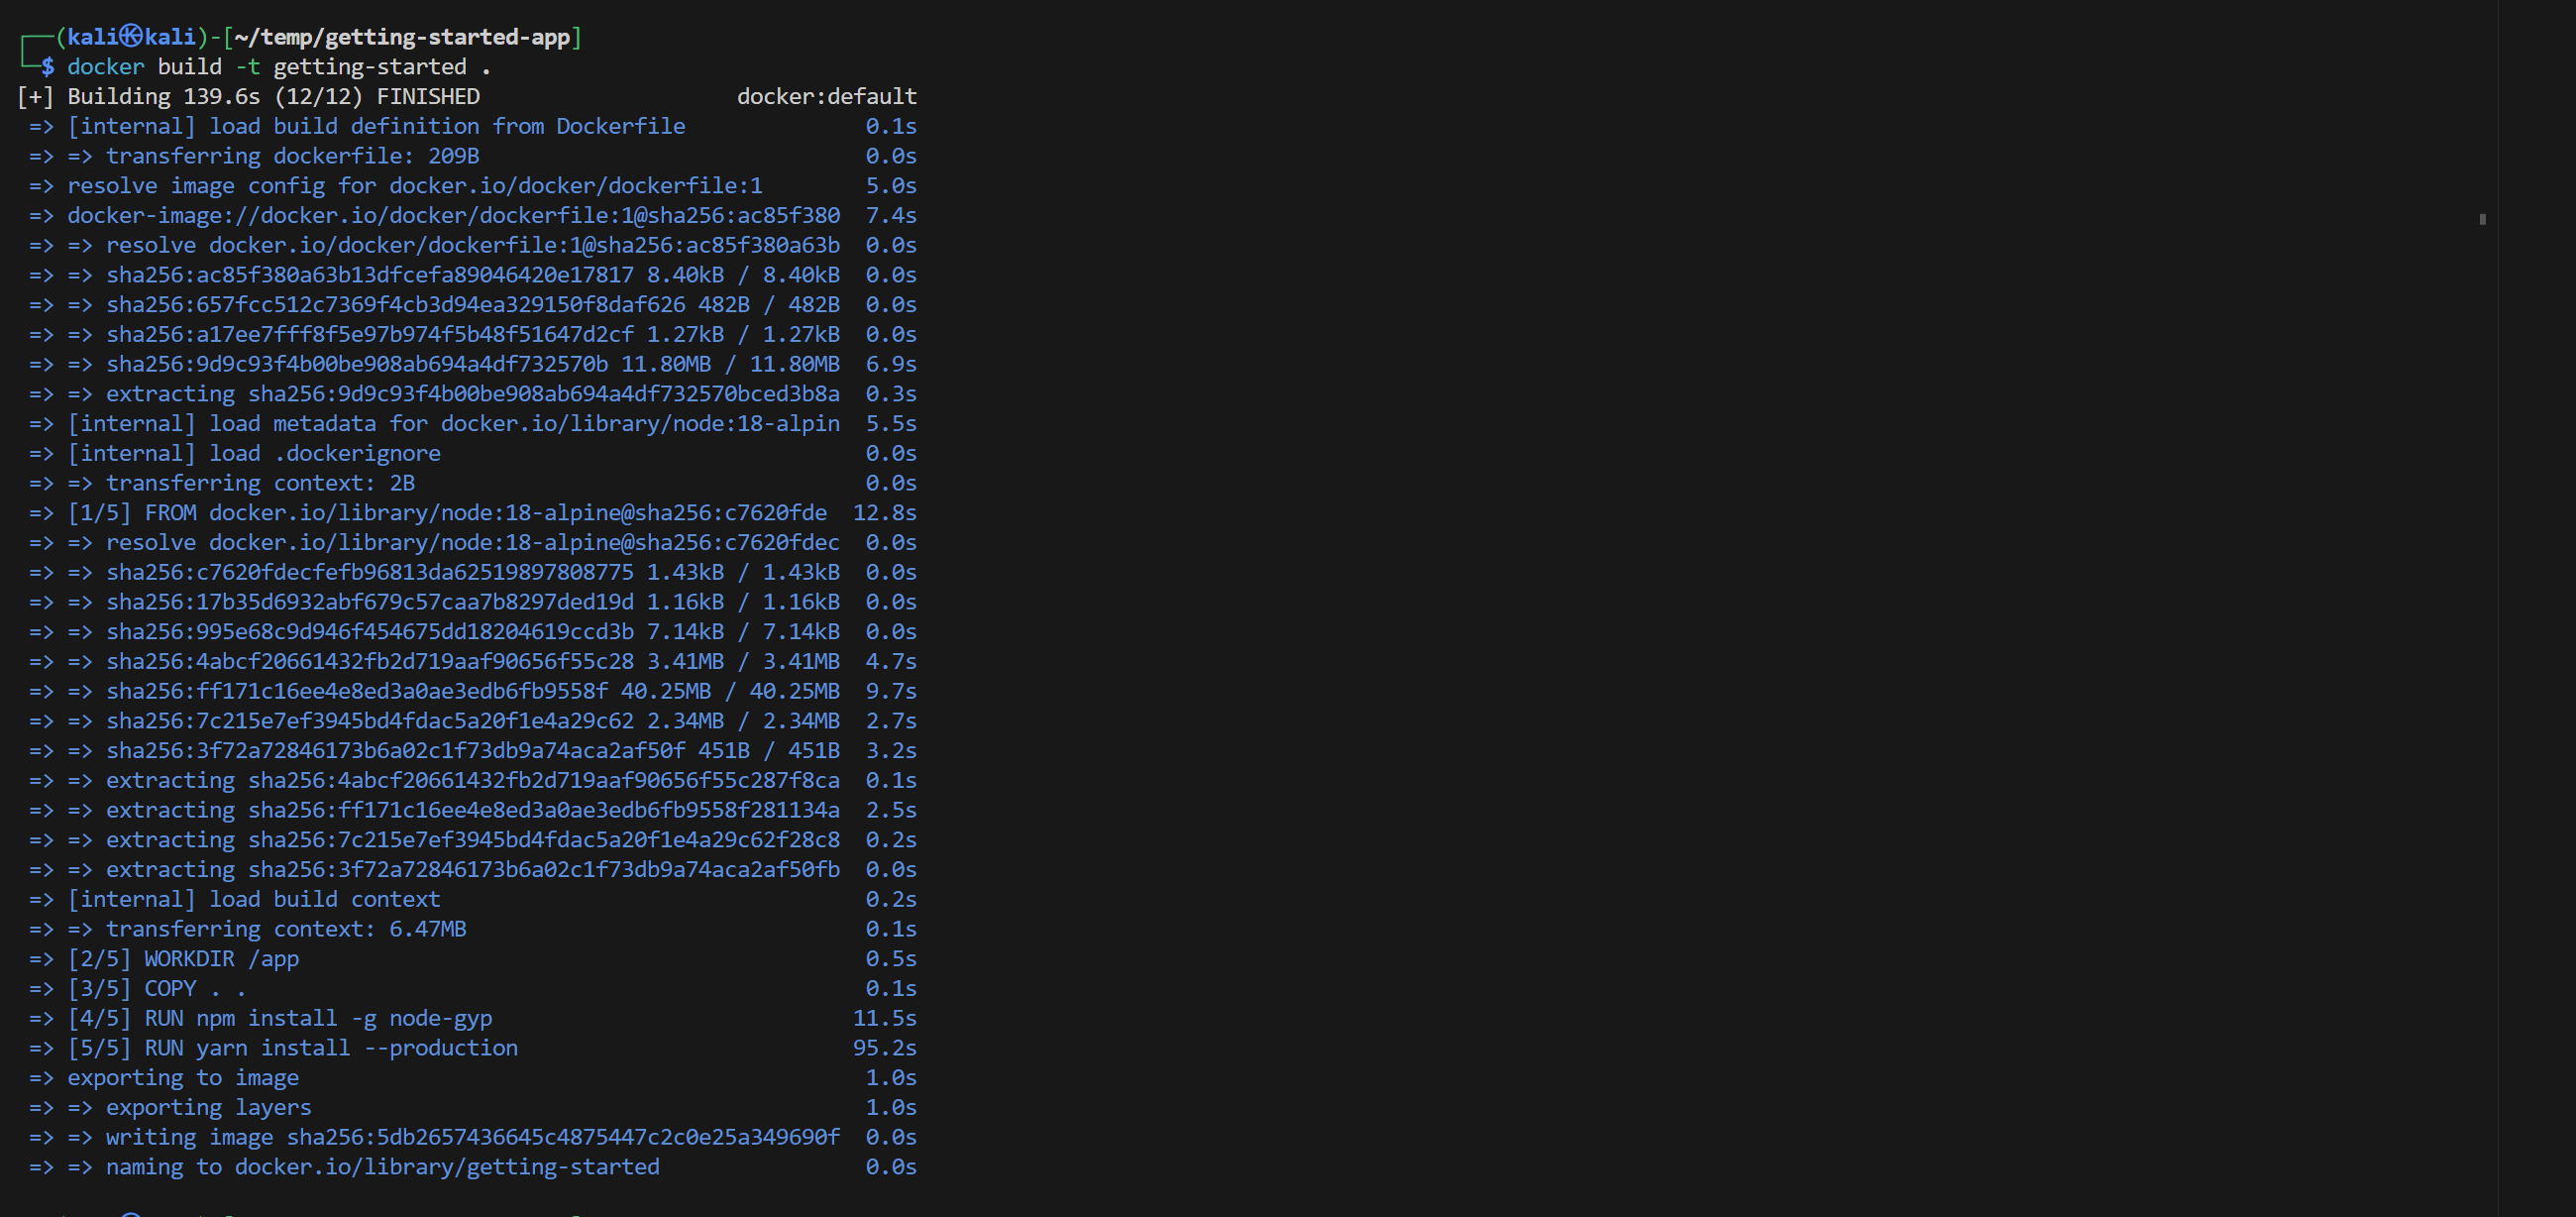 ┌──(kali㉿kali)-[~/temp/getting-started-app]
└─$ docker build -t getting-started .
[+] Building 139.6s (12/12) FINISHED docker:default
=> [internal] load build definition from Dockerfile 0.1s
=> => transferring dockerfile: 209B 0.0s
=> resolve image config for docker.io/docker/dockerfile:1 5.0s
=> docker-image://docker.io/docker/dockerfile:1@sha256:ac85f380 7.4s
=> => resolve docker.io/docker/dockerfile:1@sha256:ac85f380a63b 0.0s
=> => sha256:ac85f380a63b13dfcefa89046420e17817 8.40kB / 8.40kB 0.0s
=> => sha256:657fcc512c7369f4cb3d94ea329150f8daf626 482B / 482B 0.0s
=> => sha256:a17ee7fff8f5e97b974f5b48f51647d2cf 1.27kB / 1.27kB 0.0s
=> => sha256:9d9c93f4b00be908ab694a4df732570b 11.80MB / 11.80MB 6.9s
=> => extracting sha256:9d9c93f4b00be908ab694a4df732570bced3b8a 0.3s
=> [internal] load metadata for docker.io/library/node:18-alpin 5.5s
=> [internal] load .dockerignore 0.0s
=> => transferring context: 2B 0.0s
=> [1/5] FROM docker.io/library/node:18-alpine@sha256:c7620fde 12.8s
=> => resolve docker.io/library/node:18-alpine@sha256:c7620fdec 0.0s
=> => sha256:c7620fdecfefb96813da62519897808775 1.43kB / 1.43kB 0.0s
=> => sha256:17b35d6932abf679c57caa7b8297ded19d 1.16kB / 1.16kB 0.0s
=> => sha256:995e68c9d946f454675dd18204619ccd3b 7.14kB / 7.14kB 0.0s
=> => sha256:4abcf20661432fb2d719aaf90656f55c28 3.41MB / 3.41MB 4.7s
=> => sha256:ff171c16ee4e8ed3a0ae3edb6fb9558f 40.25MB / 40.25MB 9.7s
=> => sha256:7c215e7ef3945bd4fdac5a20f1e4a29c62 2.34MB / 2.34MB 2.7s
=> => sha256:3f72a72846173b6a02c1f73db9a74aca2af50f 451B / 451B 3.2s
=> => extracting sha256:4abcf20661432fb2d719aaf90656f55c287f8ca 0.1s
=> => extracting sha256:ff171c16ee4e8ed3a0ae3edb6fb9558f281134a 2.5s
=> => extracting sha256:7c215e7ef3945bd4fdac5a20f1e4a29c62f28c8 0.2s
=> => extracting sha256:3f72a72846173b6a02c1f73db9a74aca2af50fb 0.0s
=> [internal] load build context 0.2s
=> => transferring context: 6.47MB 0.1s
=> [2/5] WORKDIR /app 0.5s
=> [3/5] COPY . . 0.1s
=> [4/5] RUN npm install -g node-gyp 11.5s
=> [5/5] RUN yarn install --production 95.2s
=> exporting to image 1.0s
=> => exporting layers 1.0s
=> => writing image sha256:5db2657436645c4875447c2c0e25a349690f 0.0s
=> => naming to docker.io/library/getting-started 0.0s